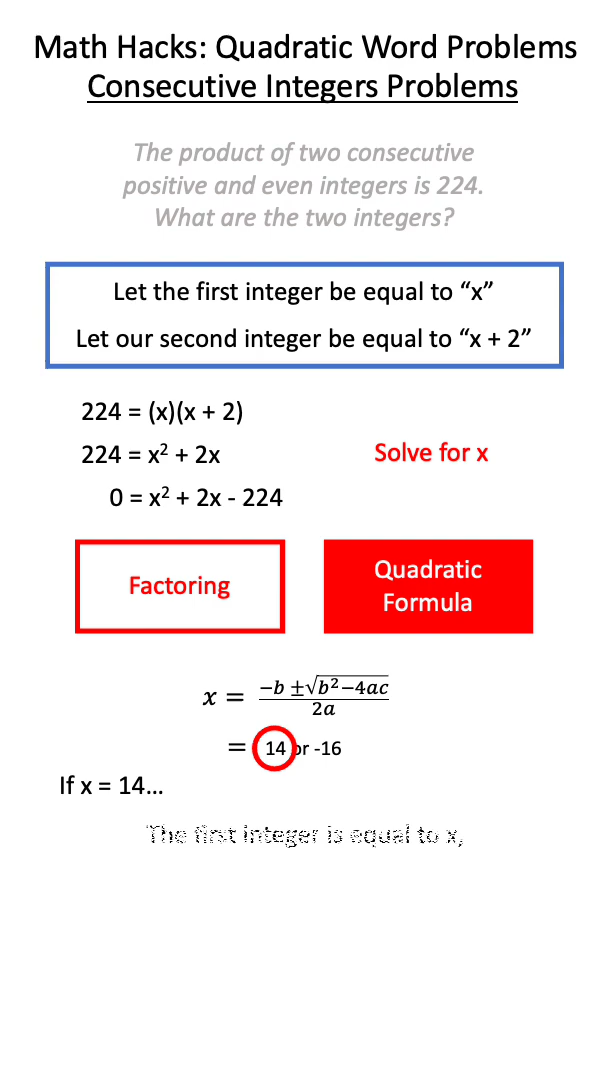 Math Hacks: Quadratic Word Problems
Consecutive Integers Problems
The product of two consecutive
positive and even integers is 224.
What are the two integers?
Let the first integer be equal to “x”
Let our second integer be equal to “x + 2”
224 = (x)(x + 2)
224 = x² + 2x
Solve for x
0 = x² + 2x - 224
Factoring
Quadratic
Formula
x = (−b ±√b²−4ac)/2a
= 14 or -16
If x = 14...
The first integer is equal to x,